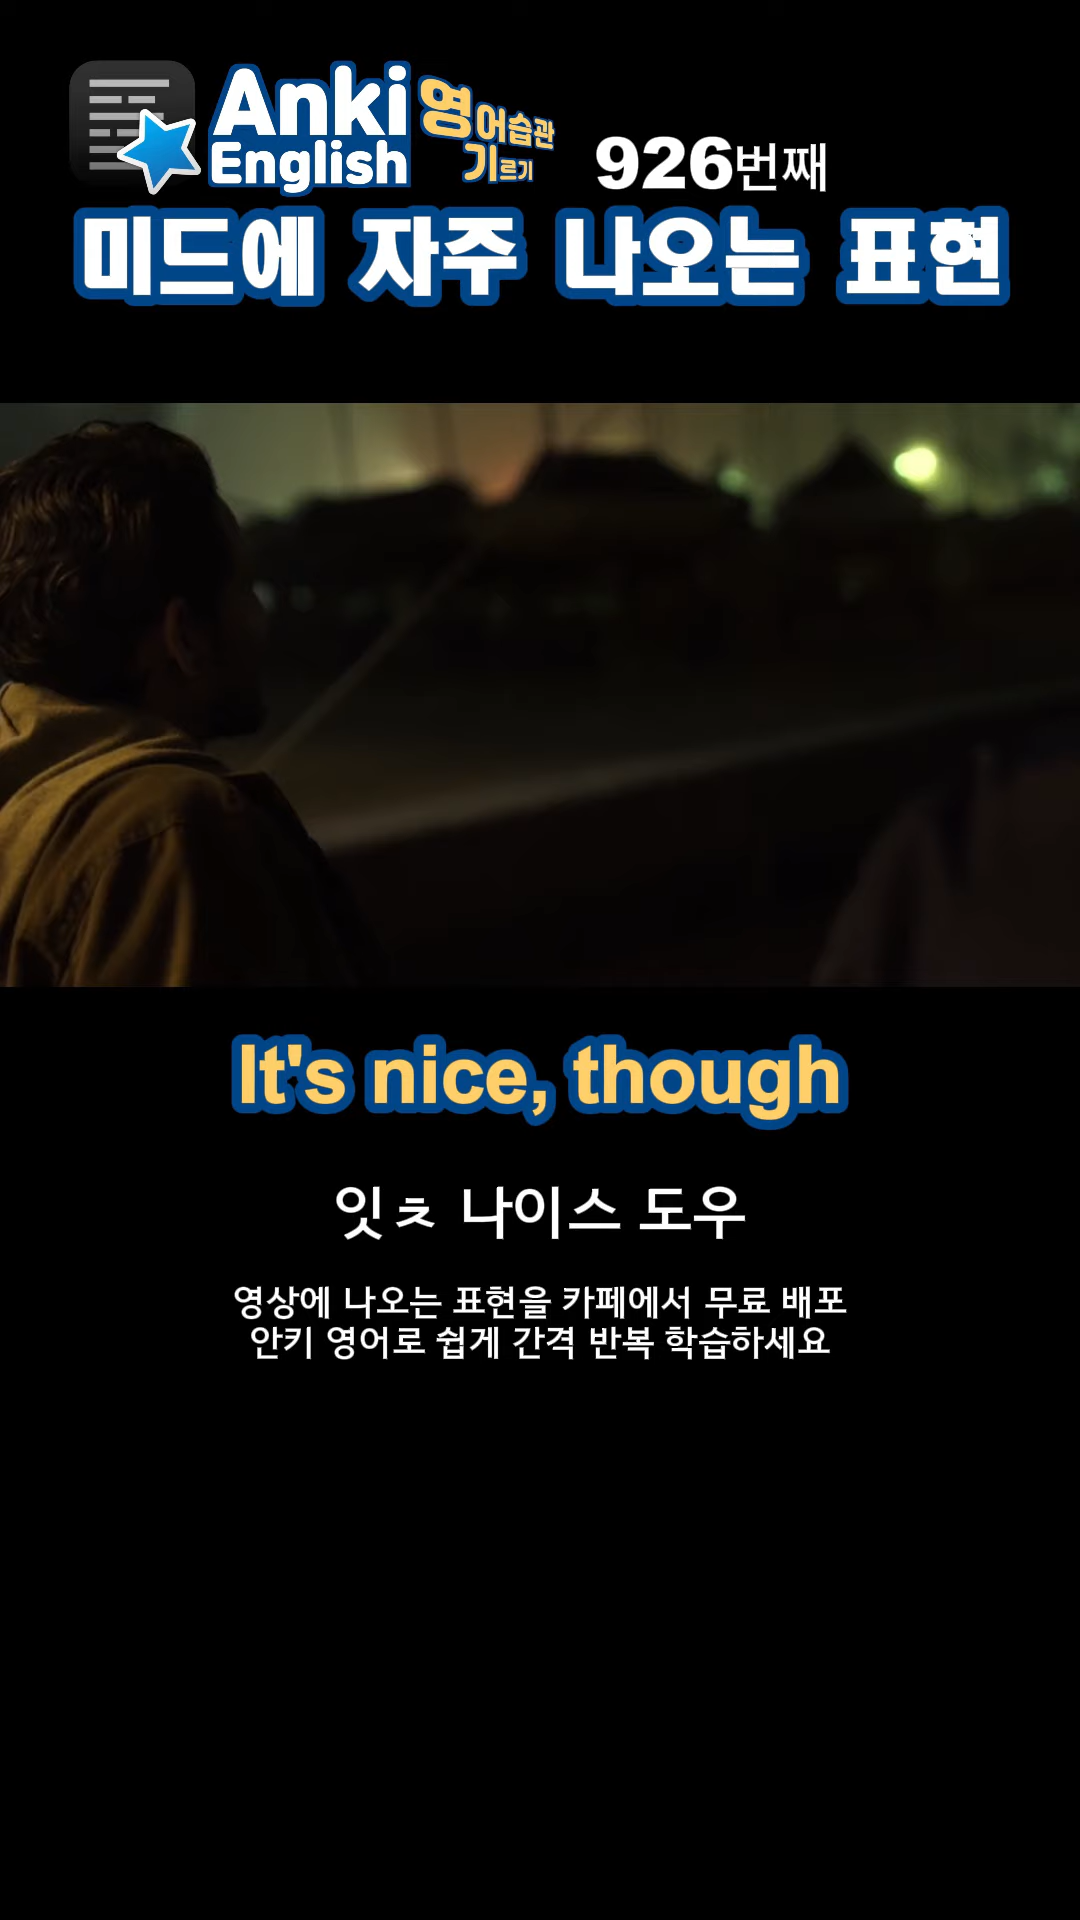 Anki
English
영어습관
기르기
926번째
미드에 자주 나오는 표현
It's nice, though
잇ㅊ 나이스 도우
영상에 나오는 표현을 카페에서 무료 배포
안키 영어로 쉽게 간격 반복 학습하세요